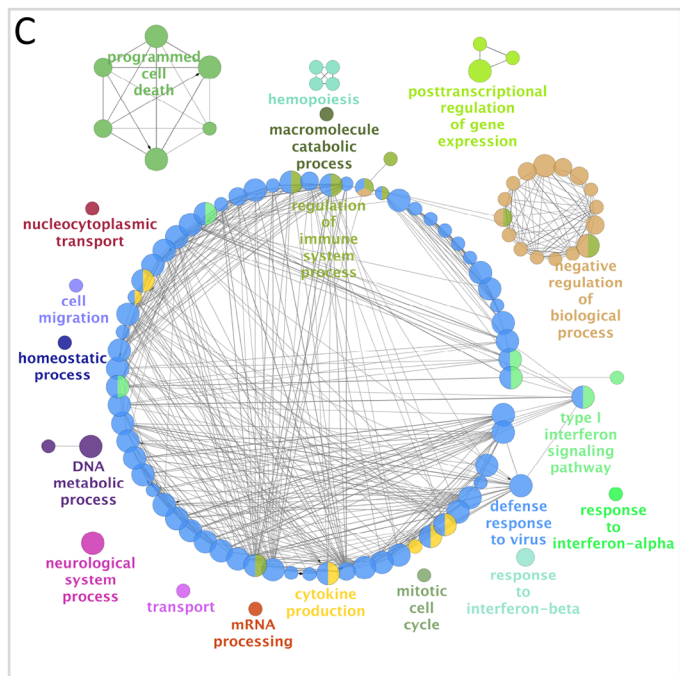 C
programmed
cell
death
hemopoiesis
posttranscriptional
regulation
of gene
expression
macromolecule
catabolic
process
regulation
of
immune
system
process
nucleocytoplasmic
transport
negative
regulation
of
biological
process
cell
migration
homeostatic
process
type I
interferon
signaling
pathway
DNA
metabolic
process
defense
response
to virus
response
to
interferon-alpha
neurological
system
process
response
to
interferon-beta
transport
cytokine
production
mitotic
cell
cycle
mRNA
processing